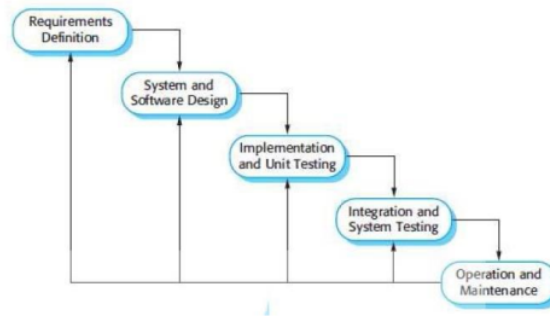 Requirements
Definition
System and
Software Design
Implementation
and Unit Testing
Integration and
System Testing
Operation and
Maintenance